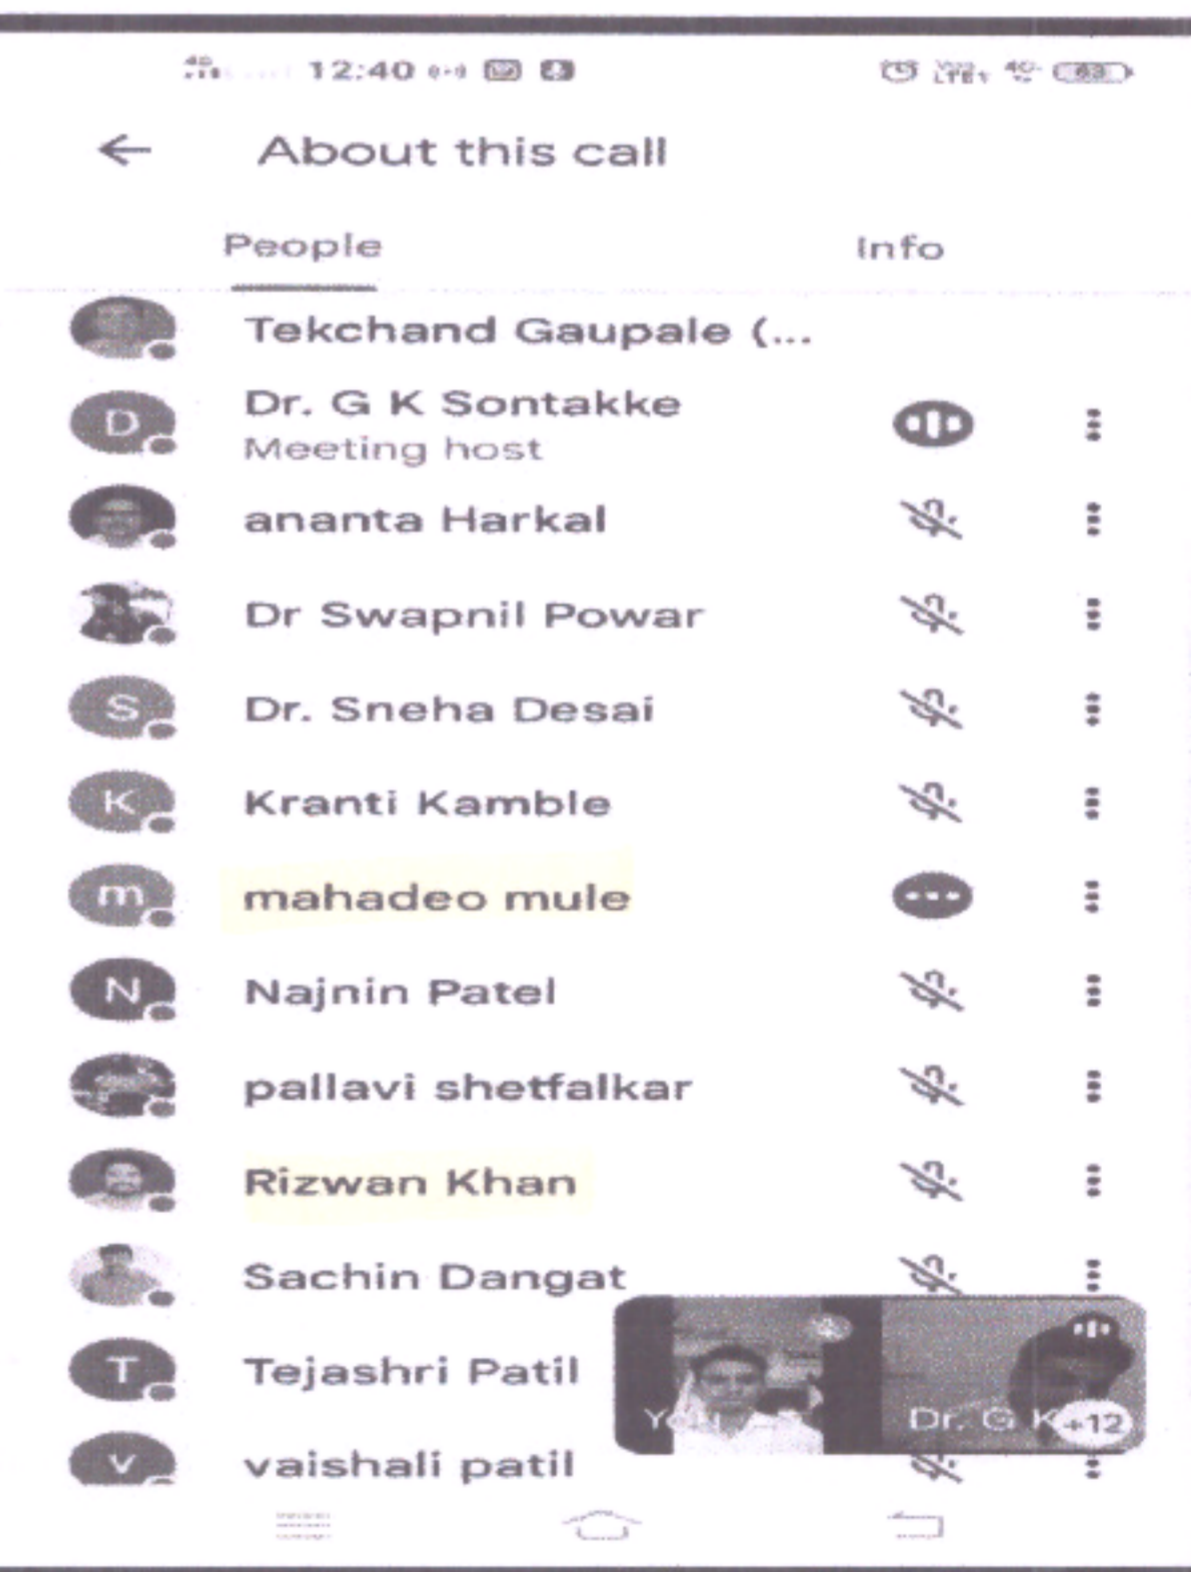 12:40
63
About this call
People Info
Tekchand Gaupale (...
D Dr. G K Sontakke
Meeting host
ananta Harkal
Dr Swapnil Powar
S Dr. Sneha Desai
K Kranti Kamble
m mahadeo mule
N Najnin Patel
pallavi shetfalkar
Rizwan Khan
Sachin Dangat
T Tejashri Patil
You Dr. G K +12
v vaishali patil